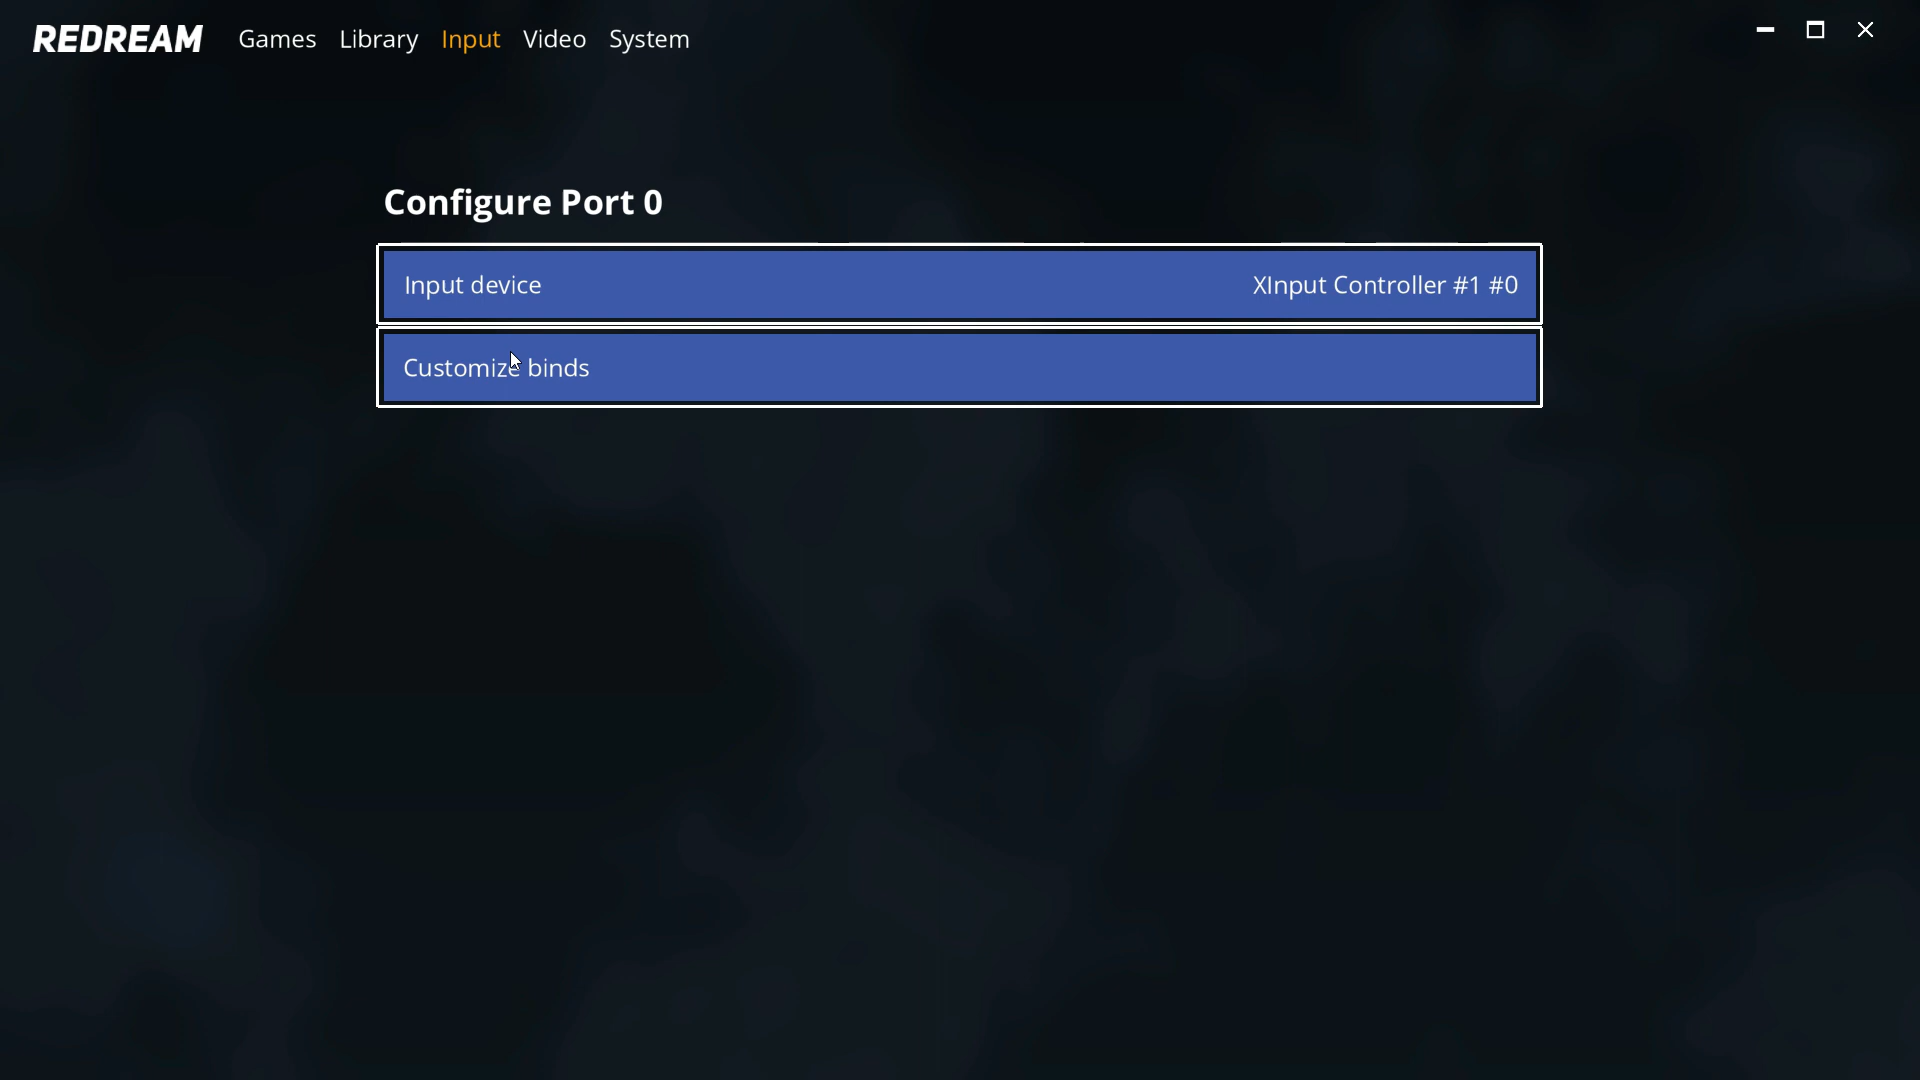 REDREAM Games Library Input Video System
Configure Port 0
Input device XInput Controller #1 #0
Customize binds